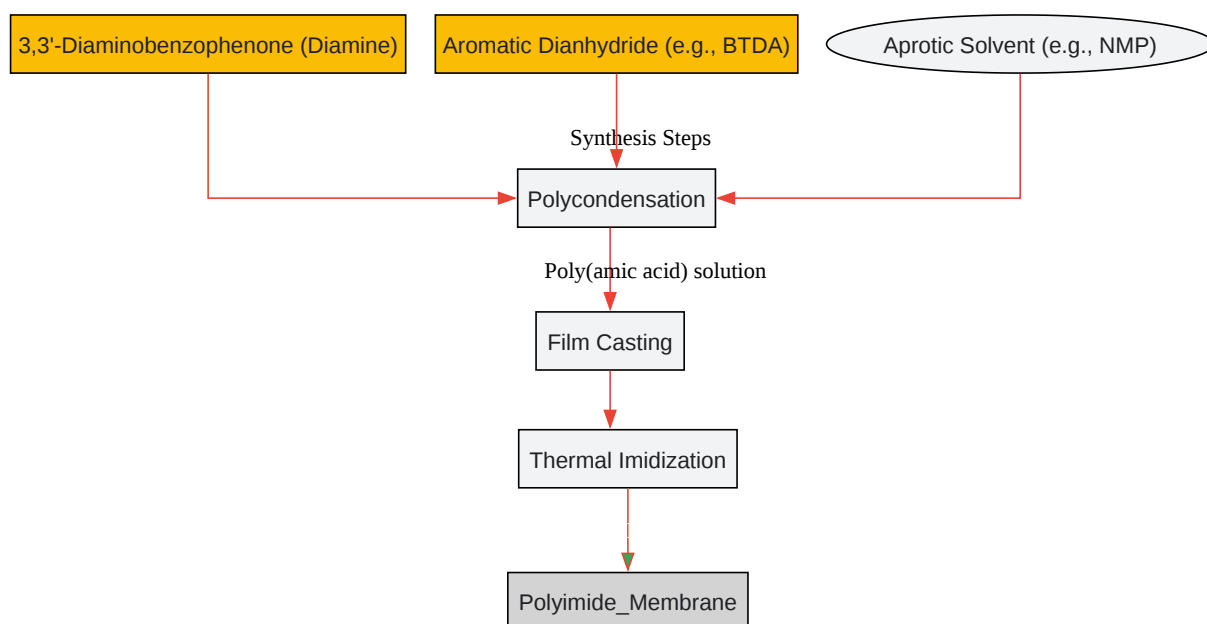 3,3'-Diaminobenzophenone (Diamine)
Aromatic Dianhydride (e.g., BTDA)
Aprotic Solvent (e.g., NMP)
Synthesis Steps
Polycondensation
Poly(amic acid) solution
Film Casting
Thermal Imidization
Polyimide_Membrane